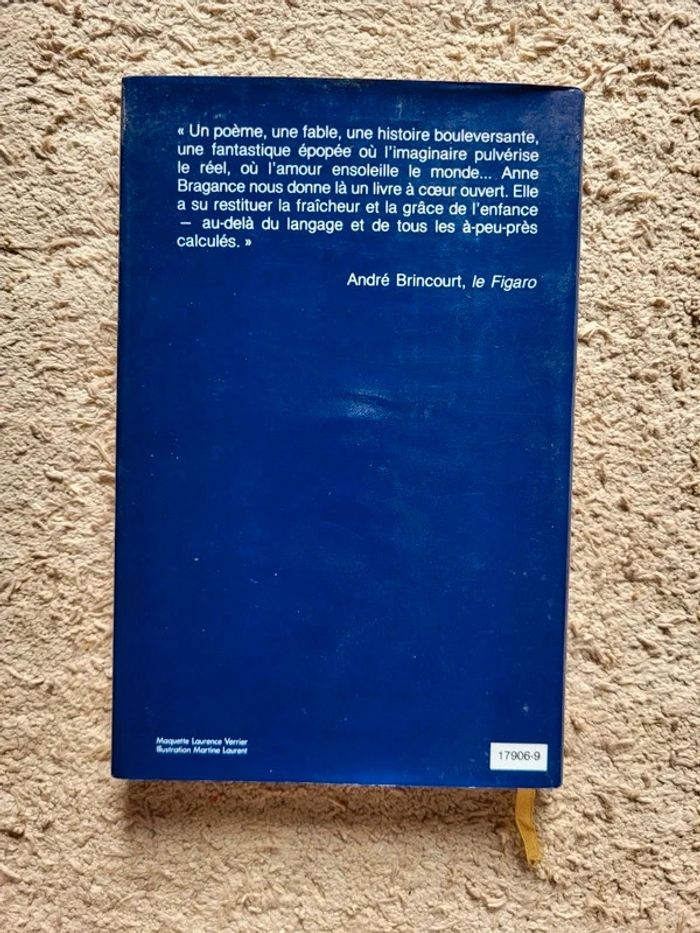 « Un poème, une fable, une histoire bouleversante,
une fantastique épopée où l'imaginaire pulvérise
le réel, où l'amour ensoleille le monde... Anne
Bragance nous donne là un livre à cœur ouvert. Elle
a su restituer la fraîcheur et la grâce de l'enfance
— au-delà du langage et de tous les à-peu-près
calculés. »
André Brincourt, le Figaro
Maquette Laurence Verrier
Illustration Martine Laurent
17906-9